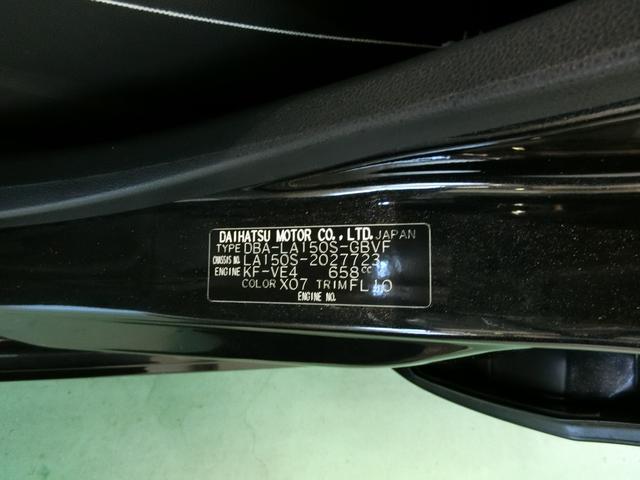 DAIHATSU MOTOR CO., LTD. JAPAN
TYPE DBA-LA150S-GBVF
CHASSIS NO. LA150S-2027723
ENGINE KF-VE4 658cc
COLOR X07 TRIM FL10
ENGINE NO.